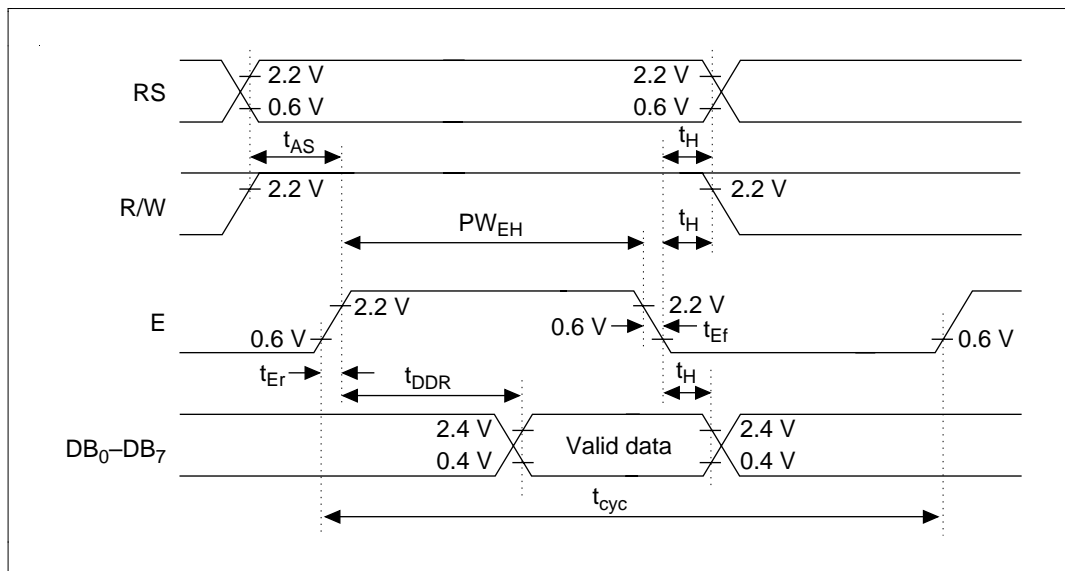 RS
2.2 V
0.6 V
2.2 V
0.6 V
tAS
tH
R/W
2.2 V
2.2 V
PWEH
tH
E
0.6 V
2.2 V
0.6 V
2.2 V
tEf
0.6 V
tEr
tDDR
tH
DB0–DB7
2.4 V
0.4 V
Valid data
2.4 V
0.4 V
tcyc